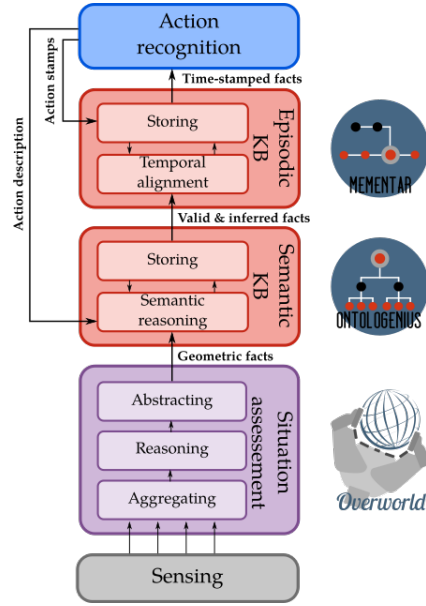 Action
recognition
Time-stamped facts
Action stamps
Action description
Storing
Temporal
alignment
Episodic
KB
MEMENTAR
Valid & inferred facts
Storing
Semantic
reasoning
Semantic
KB
ONTOLOGENIUS
Geometric facts
Abstracting
Reasoning
Aggregating
Situation
assessement
Overworld
Sensing